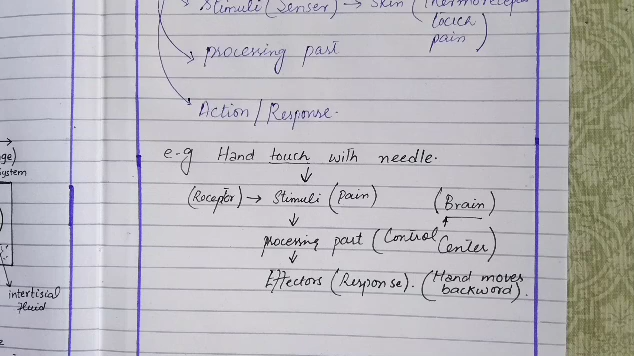 Stimuli (Senser) → Skin (Thermorecep
touch
pain)
processing part
Action / Response.
e-g Hand touch with needle.
↓
(Receptor) → Stimuli (Pain)
(Brain)
↓
processing part (Control Center)
↓
Effectors (Response). (Hand moves backword).
ge)
ystem
intertisial
fluid